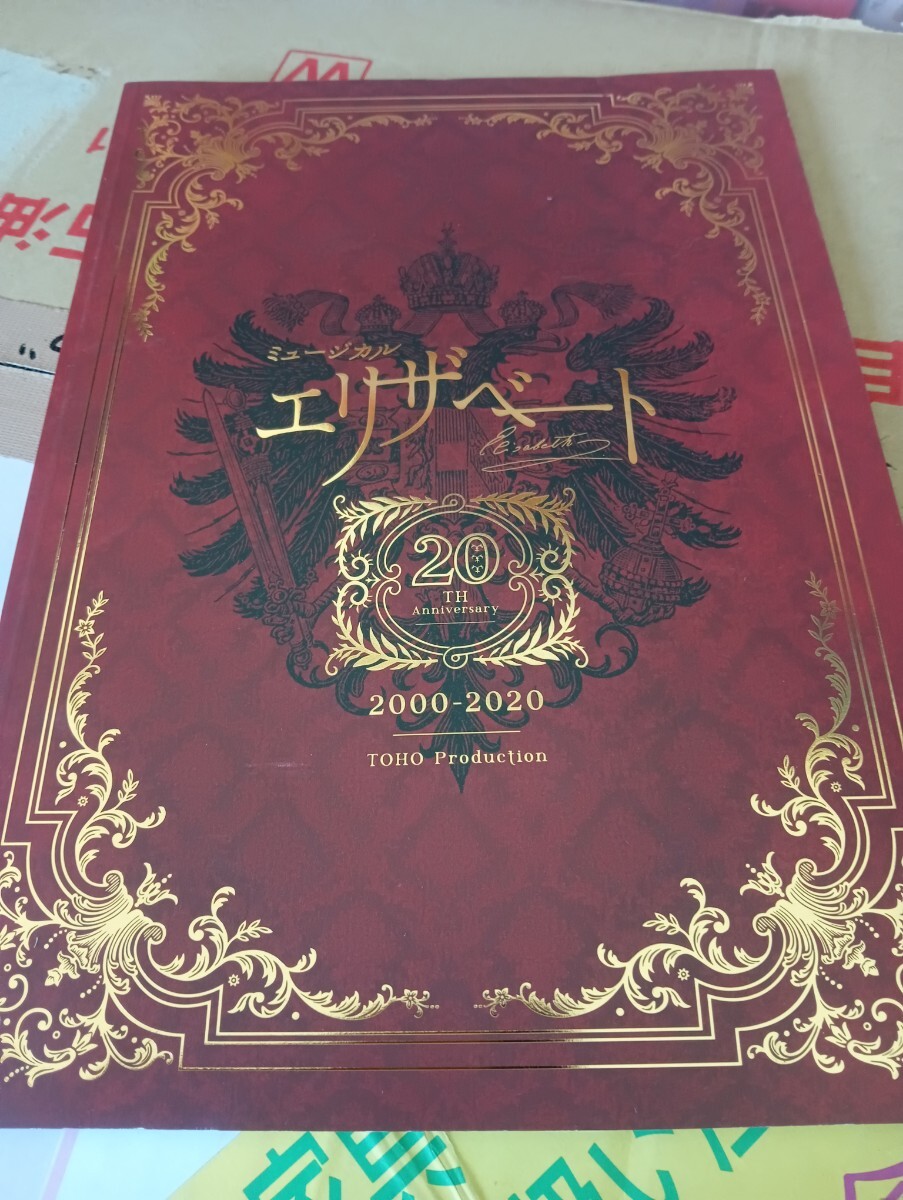 ミュージカル
エリザベート
Elisabeth
20
TH
Anniversary
2000-2020
TOHO Production
油